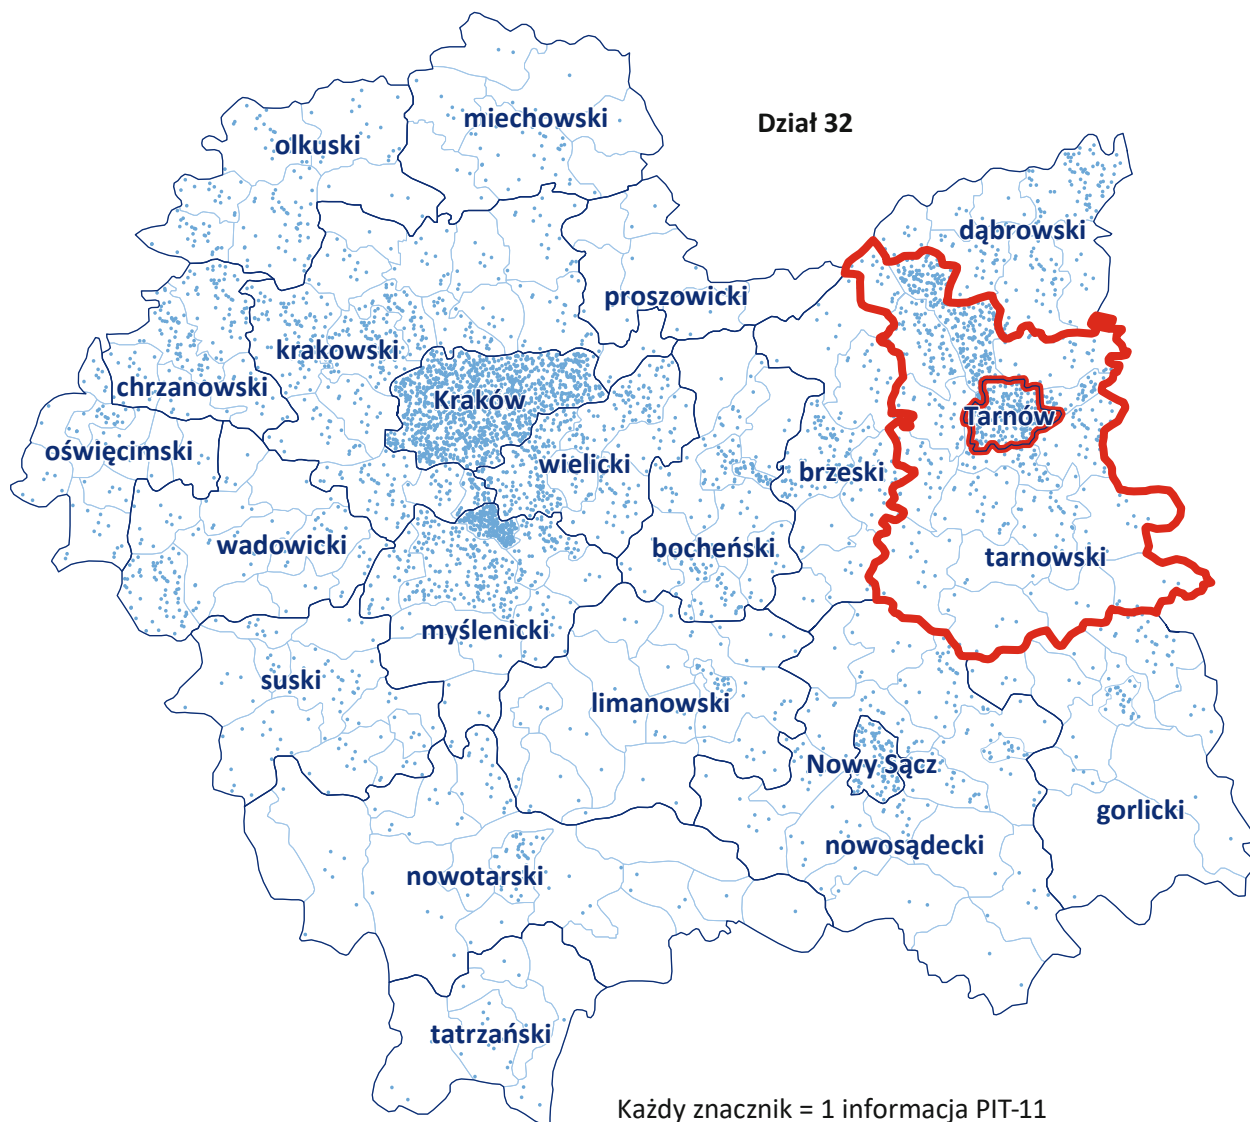 Dział 32
miechowski
olkuski
dąbrowski
proszowicki
krakowski
chrzanowski
Kraków
Tarnów
oświęcimski
wielicki
brzeski
wadowicki
bocheński
tarnowski
myślenicki
suski
limanowski
Nowy Sącz
gorlicki
nowosądecki
nowotarski
tatrzański
Każdy znacznik = 1 informacja PIT-11